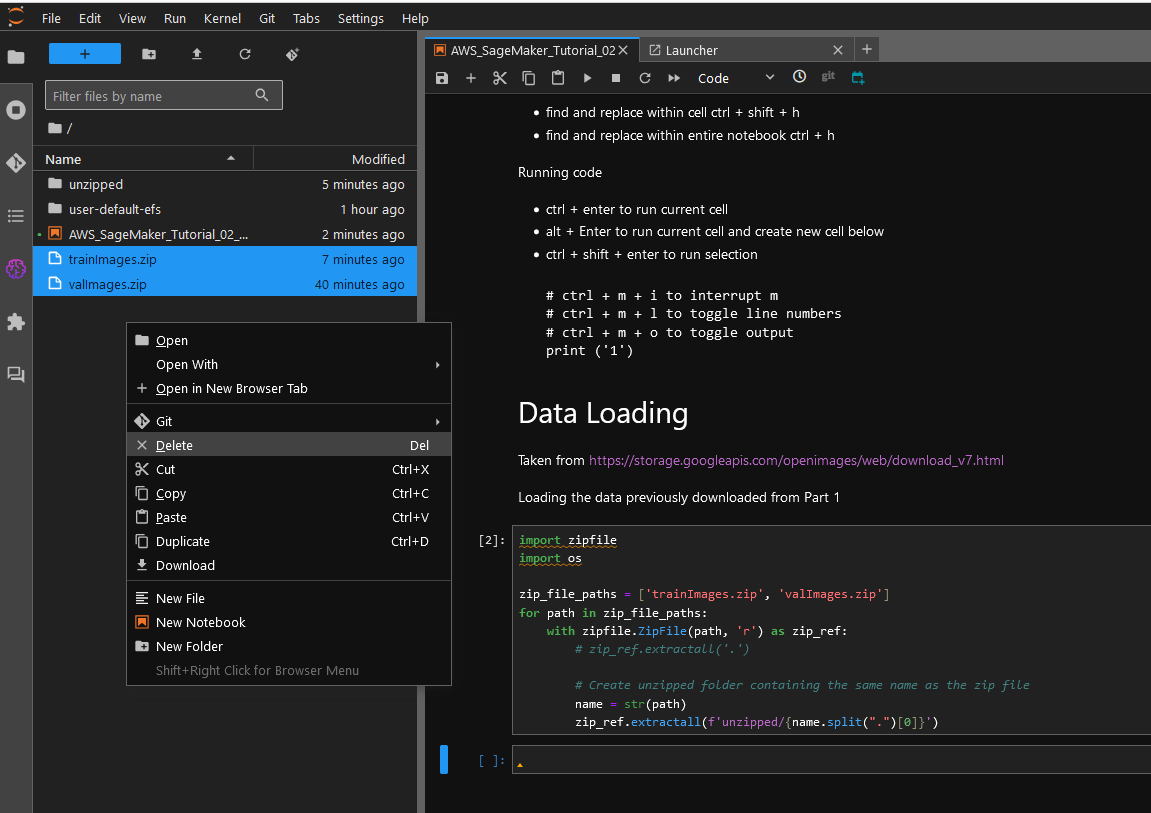 File Edit View Run Kernel Git Tabs Settings Help
Filter files by name
/
Name Modified
unzipped 5 minutes ago
user-default-efs 1 hour ago
AWS_SageMaker_Tutorial_02_... 2 minutes ago
trainImages.zip 7 minutes ago
valImages.zip 40 minutes ago
Open
Open With
Open in New Browser Tab
Git
Delete Del
Cut Ctrl+X
Copy Ctrl+C
Paste Ctrl+V
Duplicate Ctrl+D
Download
New File
New Notebook
New Folder
Shift+Right Click for Browser Menu
AWS_SageMaker_Tutorial_02 Launcher
Code git
• find and replace within cell ctrl + shift + h
• find and replace within entire notebook ctrl + h
Running code
• ctrl + enter to run current cell
• alt + Enter to run current cell and create new cell below
• ctrl + shift + enter to run selection
# ctrl + m + i to interrupt m
# ctrl + m + l to toggle line numbers
# ctrl + m + o to toggle output
print ('1')
Data Loading
Taken from https://storage.googleapis.com/openimages/web/download_v7.html
Loading the data previously downloaded from Part 1
[2]: import zipfile
import os
zip_file_paths = ['trainImages.zip', 'valImages.zip']
for path in zip_file_paths:
with zipfile.ZipFile(path, 'r') as zip_ref:
# zip_ref.extractall('.')
# Create unzipped folder containing the same name as the zip file
name = str(path)
zip_ref.extractall(f'unzipped/{name.split(".")[0]}')
[ ]: